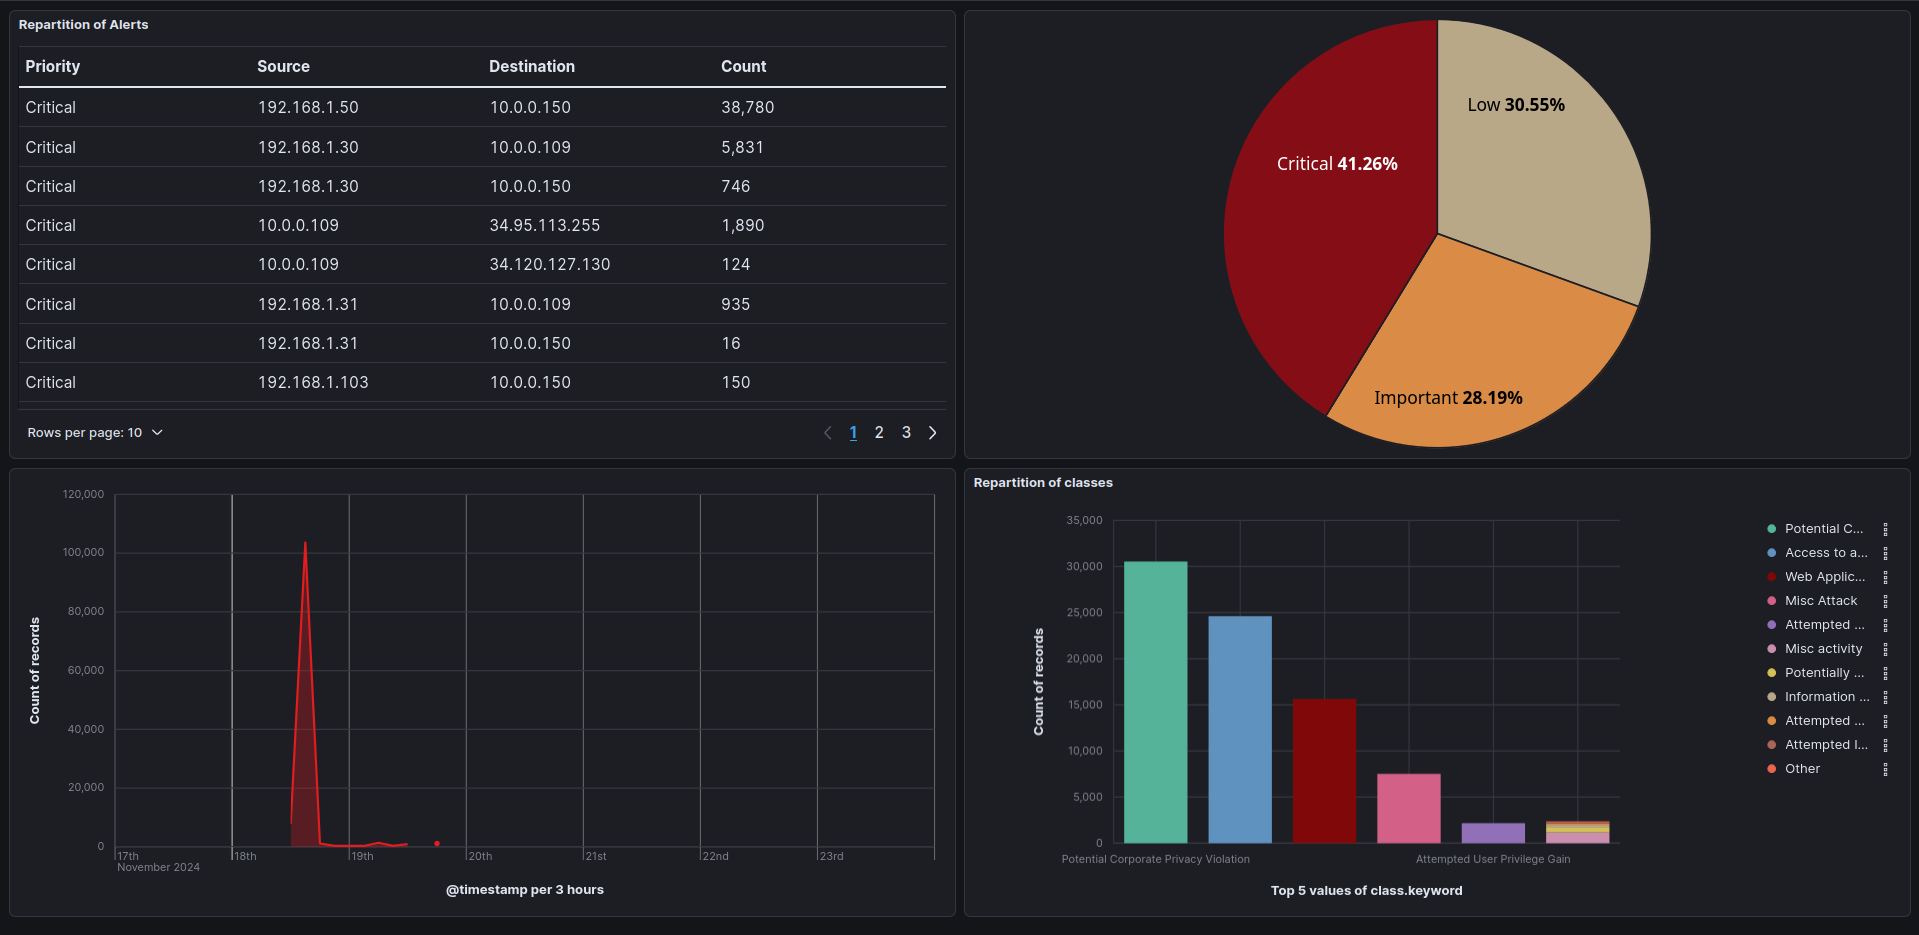 Repartition of Alerts
Priority Source Destination Count
Critical 192.168.1.50 10.0.0.150 38,780
Critical 192.168.1.30 10.0.0.109 5,831
Critical 192.168.1.30 10.0.0.150 746
Critical 10.0.0.109 34.95.113.255 1,890
Critical 10.0.0.109 34.120.127.130 124
Critical 192.168.1.31 10.0.0.109 935
Critical 192.168.1.31 10.0.0.150 16
Critical 192.168.1.103 10.0.0.150 150
Rows per page: 10
1 2 3
Low 30.55%
Critical 41.26%
Important 28.19%
Count of records
120,000
100,000
80,000
60,000
40,000
20,000
0
17th 18th 19th 20th 21st 22nd 23rd
November 2024
@timestamp per 3 hours
Repartition of classes
Count of records
35,000
30,000
25,000
20,000
15,000
10,000
5,000
0
Potential Corporate Privacy Violation Attempted User Privilege Gain
Top 5 values of class.keyword
Potential C...
Access to a...
Web Applic...
Misc Attack
Attempted ...
Misc activity
Potentially ...
Information ...
Attempted ...
Attempted I...
Other